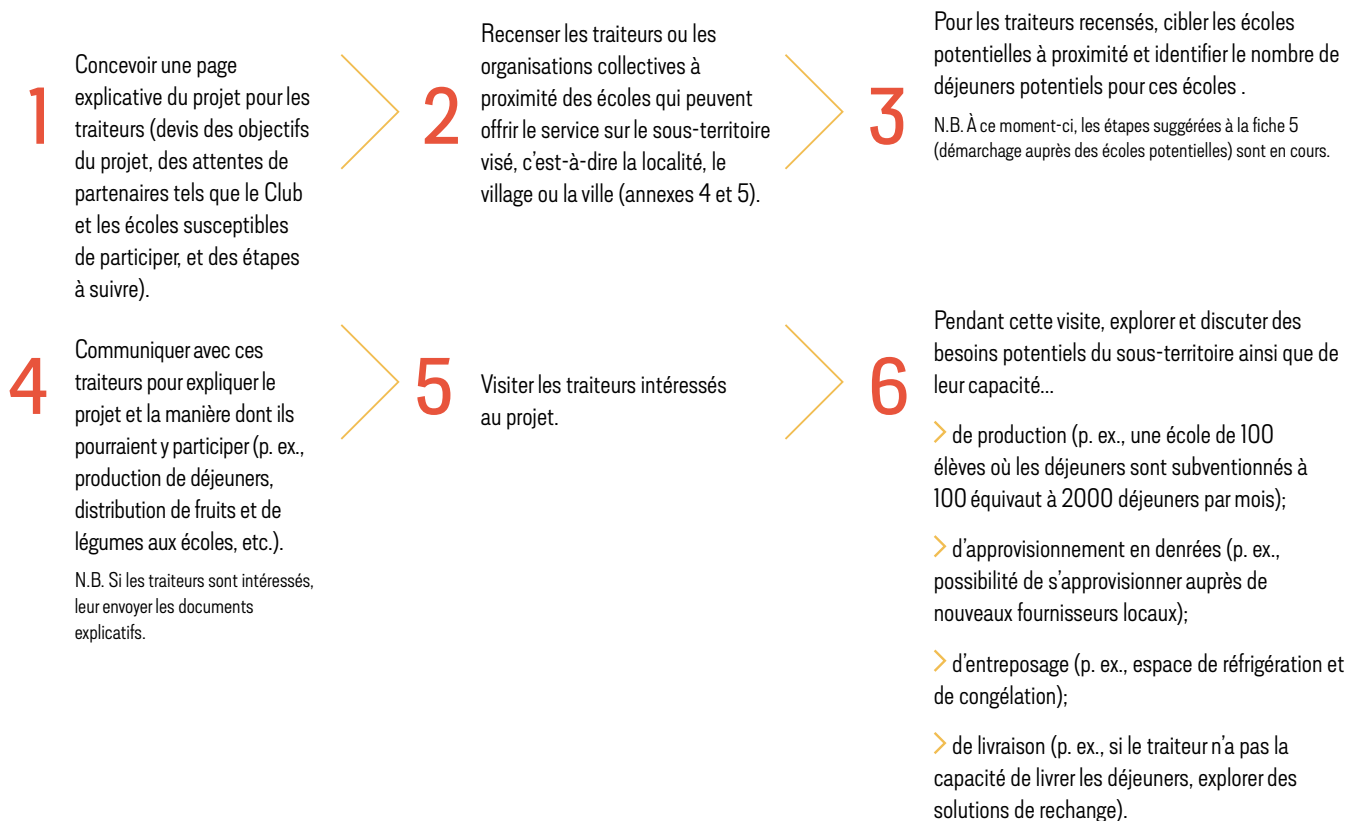 1
Concevoir une page
explicative du projet pour les
traiteurs (devis des objectifs
du projet, des attentes de
partenaires tels que le Club
et les écoles susceptibles
de participer, et des étapes
à suivre).
2
Recenser les traiteurs ou les
organisations collectives à
proximité des écoles qui peuvent
offrir le service sur le sous-territoire
visé, c'est-à-dire la localité, le
village ou la ville (annexes 4 et 5).
3
Pour les traiteurs recensés, cibler les écoles
potentielles à proximité et identifier le nombre de
déjeuners potentiels pour ces écoles .
N.B. À ce moment-ci, les étapes suggérées à la fiche 5
(démarchage auprès des écoles potentielles) sont en cours.
4
Communiquer avec ces
traiteurs pour expliquer le
projet et la manière dont ils
pourraient y participer (p. ex.,
production de déjeuners,
distribution de fruits et de
légumes aux écoles, etc.).
N.B. Si les traiteurs sont intéressés,
leur envoyer les documents
explicatifs.
5
Visiter les traiteurs intéressés
au projet.
6
Pendant cette visite, explorer et discuter des
besoins potentiels du sous-territoire ainsi que de
leur capacité...
> de production (p. ex., une école de 100
élèves où les déjeuners sont subventionnés à
100 équivaut à 2000 déjeuners par mois);
> d'approvisionnement en denrées (p. ex.,
possibilité de s'approvisionner auprès de
nouveaux fournisseurs locaux);
> d'entreposage (p. ex., espace de réfrigération et
de congélation);
> de livraison (p. ex., si le traiteur n'a pas la
capacité de livrer les déjeuners, explorer des
solutions de rechange).